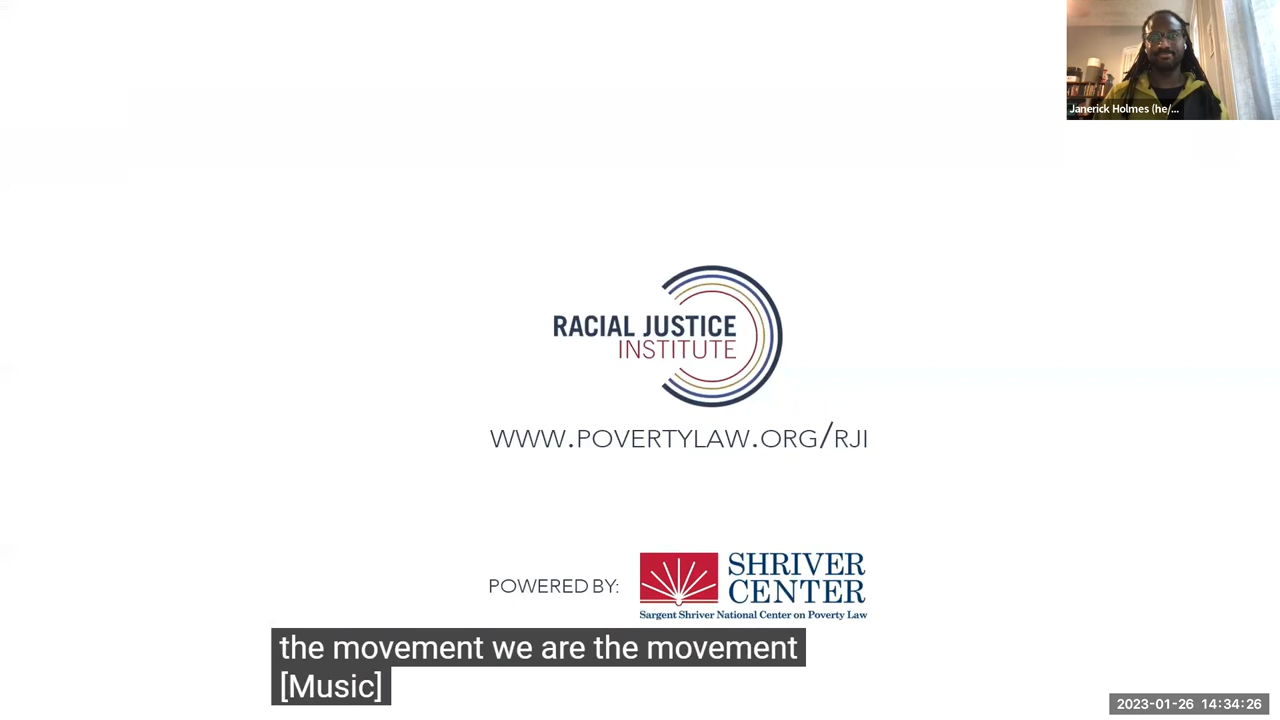 Janerick Holmes (he/...
RACIAL JUSTICE
INSTITUTE
WWW.POVERTYLAW.ORG/RJI
POWERED BY:
SHRIVER
CENTER
Sargent Shriver National Center on Poverty Law
the movement we are the movement
[Music]
2023-01-26 14:34:26